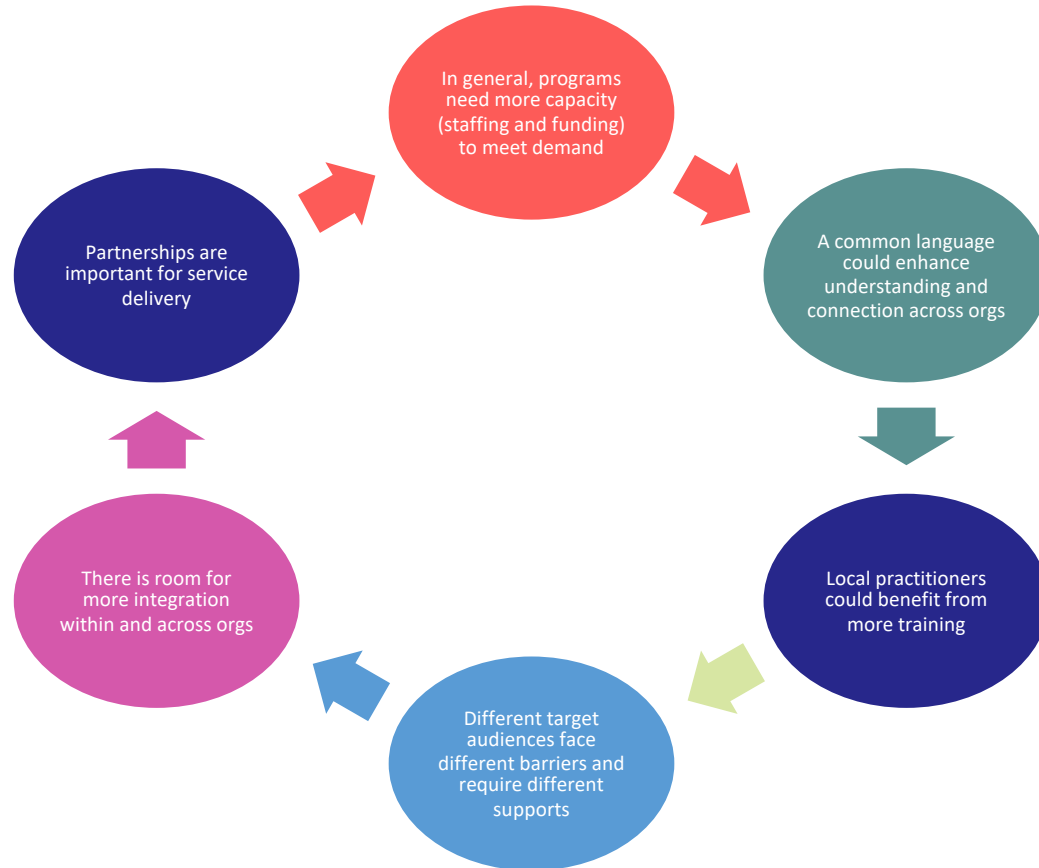 In general, programs
need more capacity
(staffing and funding)
to meet demand
A common language
could enhance
understanding and
connection across orgs
Local practitioners
could benefit from
more training
Different target
audiences face
different barriers and
require different
supports
There is room for
more integration
within and across orgs
Partnerships are
important for service
delivery